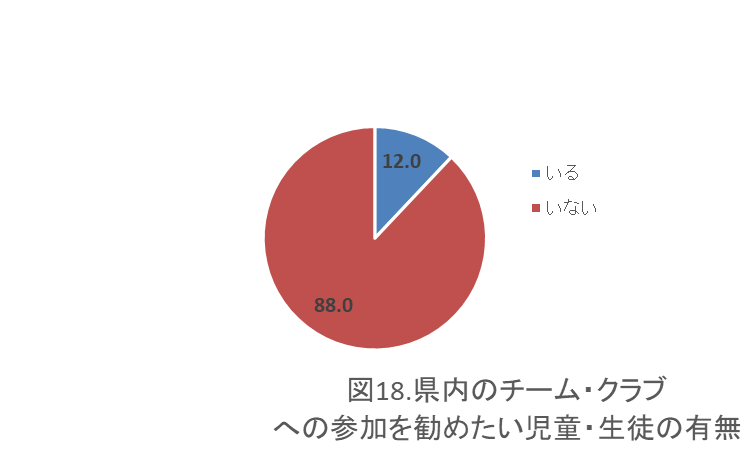 12.0
いる
いない
88.0
図18.県内のチーム・クラブ
への参加を勧めたい児童・生徒の有無